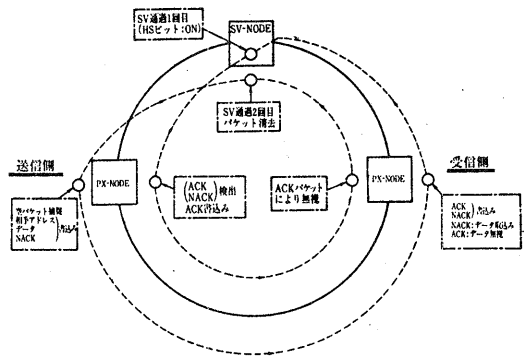 SV通過1回目
(HSビット:ON)
SV-NODE
SV通過2回目
パケット消去
送信側
受信側
PX-NODE
PX-NODE
空パケット捕捉
相手アドレス
データ
NACK
書込み
ACK
NACK
検出
ACK書込み
ACKパケット
により無視
ACK
NACK
書込み
NACK:データ取込み
ACK:データ無視